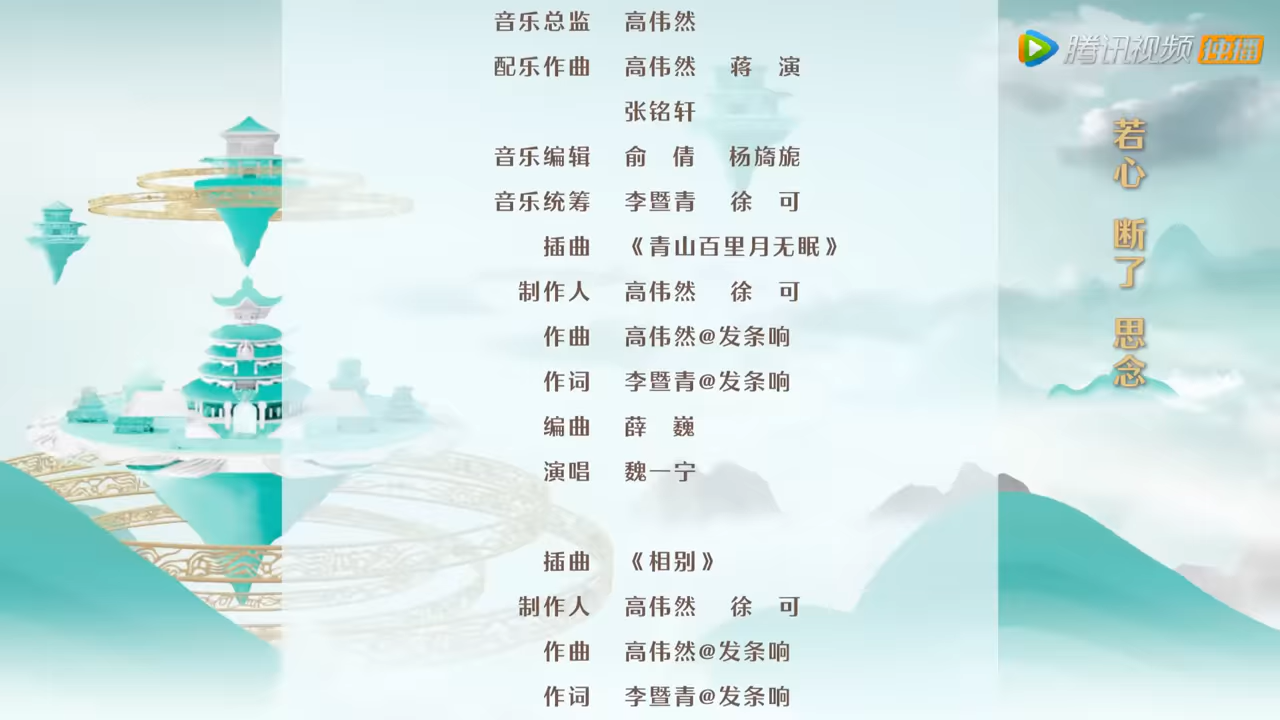 音乐总监 高伟然
配乐作曲 高伟然 蒋 演
张铭轩
音乐编辑 俞 倩 杨旖旎
音乐统筹 李暨青 徐 可
插曲 《青山百里月无眠》
制作人 高伟然 徐 可
作曲 高伟然@发条响
作词 李暨青@发条响
编曲 薛 巍
演唱 魏一宁
插曲 《相别》
制作人 高伟然 徐 可
作曲 高伟然@发条响
作词 李暨青@发条响
腾讯视频 独播
若心 断了 思念